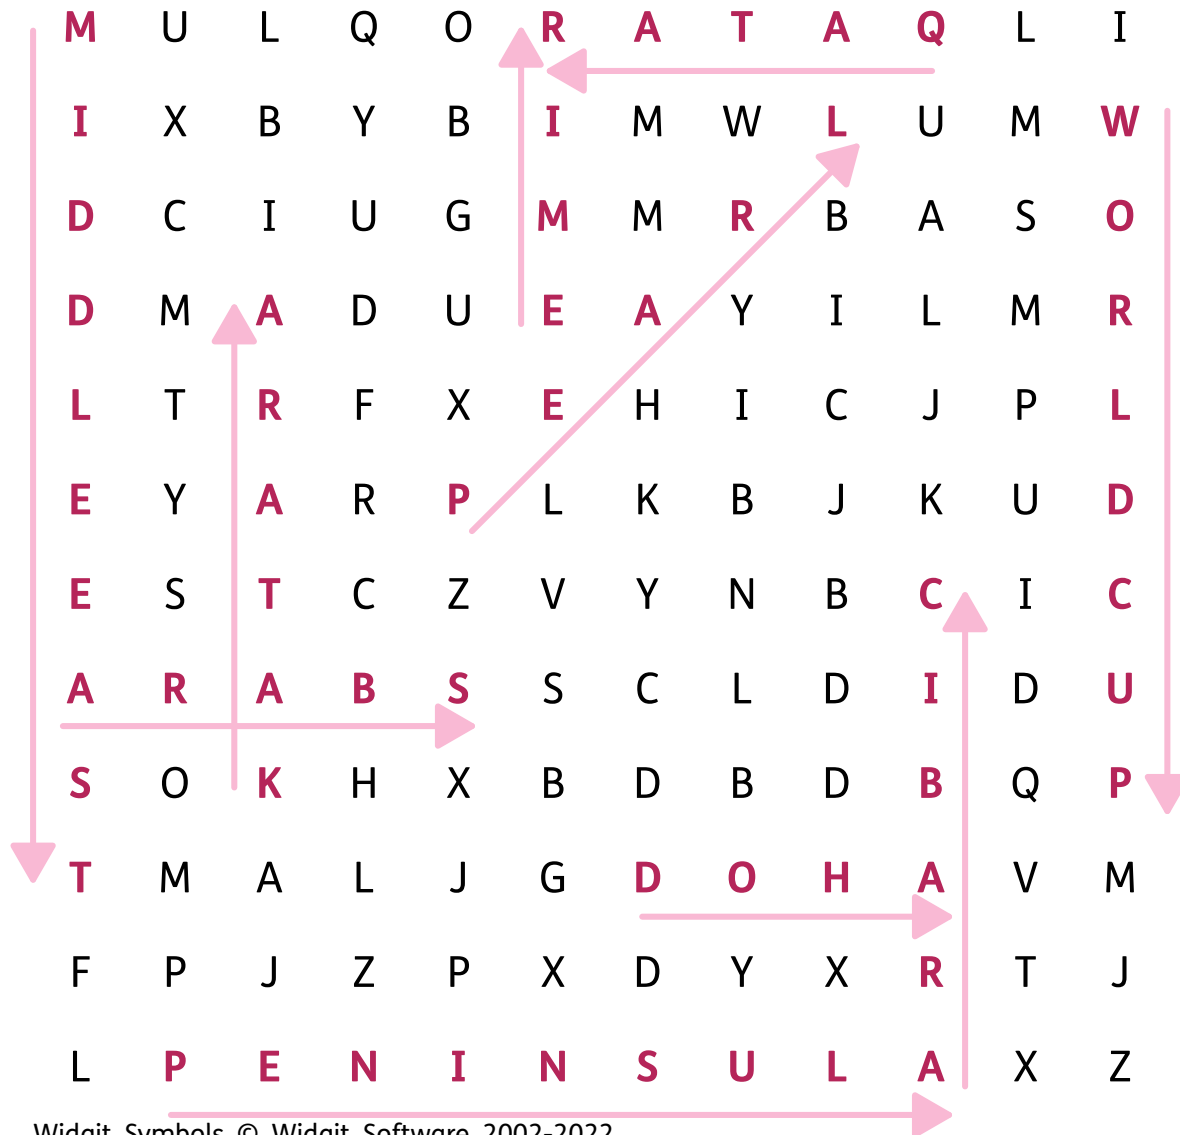 M U L Q O R A T A Q L I
I X B Y B I M W L U M W
D C I U G M M R B A S O
D M A D U E A Y I L M R
L T R F X E H I C J P L
E Y A R P L K B J K U D
E S T C Z V Y N B C I C
A R A B S S C L D I D U
S O K H X B D B D B Q P
T M A L J G D O H A V M
F P J Z P X D Y X R T J
L P E N I N S U L A X Z
Widgit Symbols © Widgit Software 2002-2022